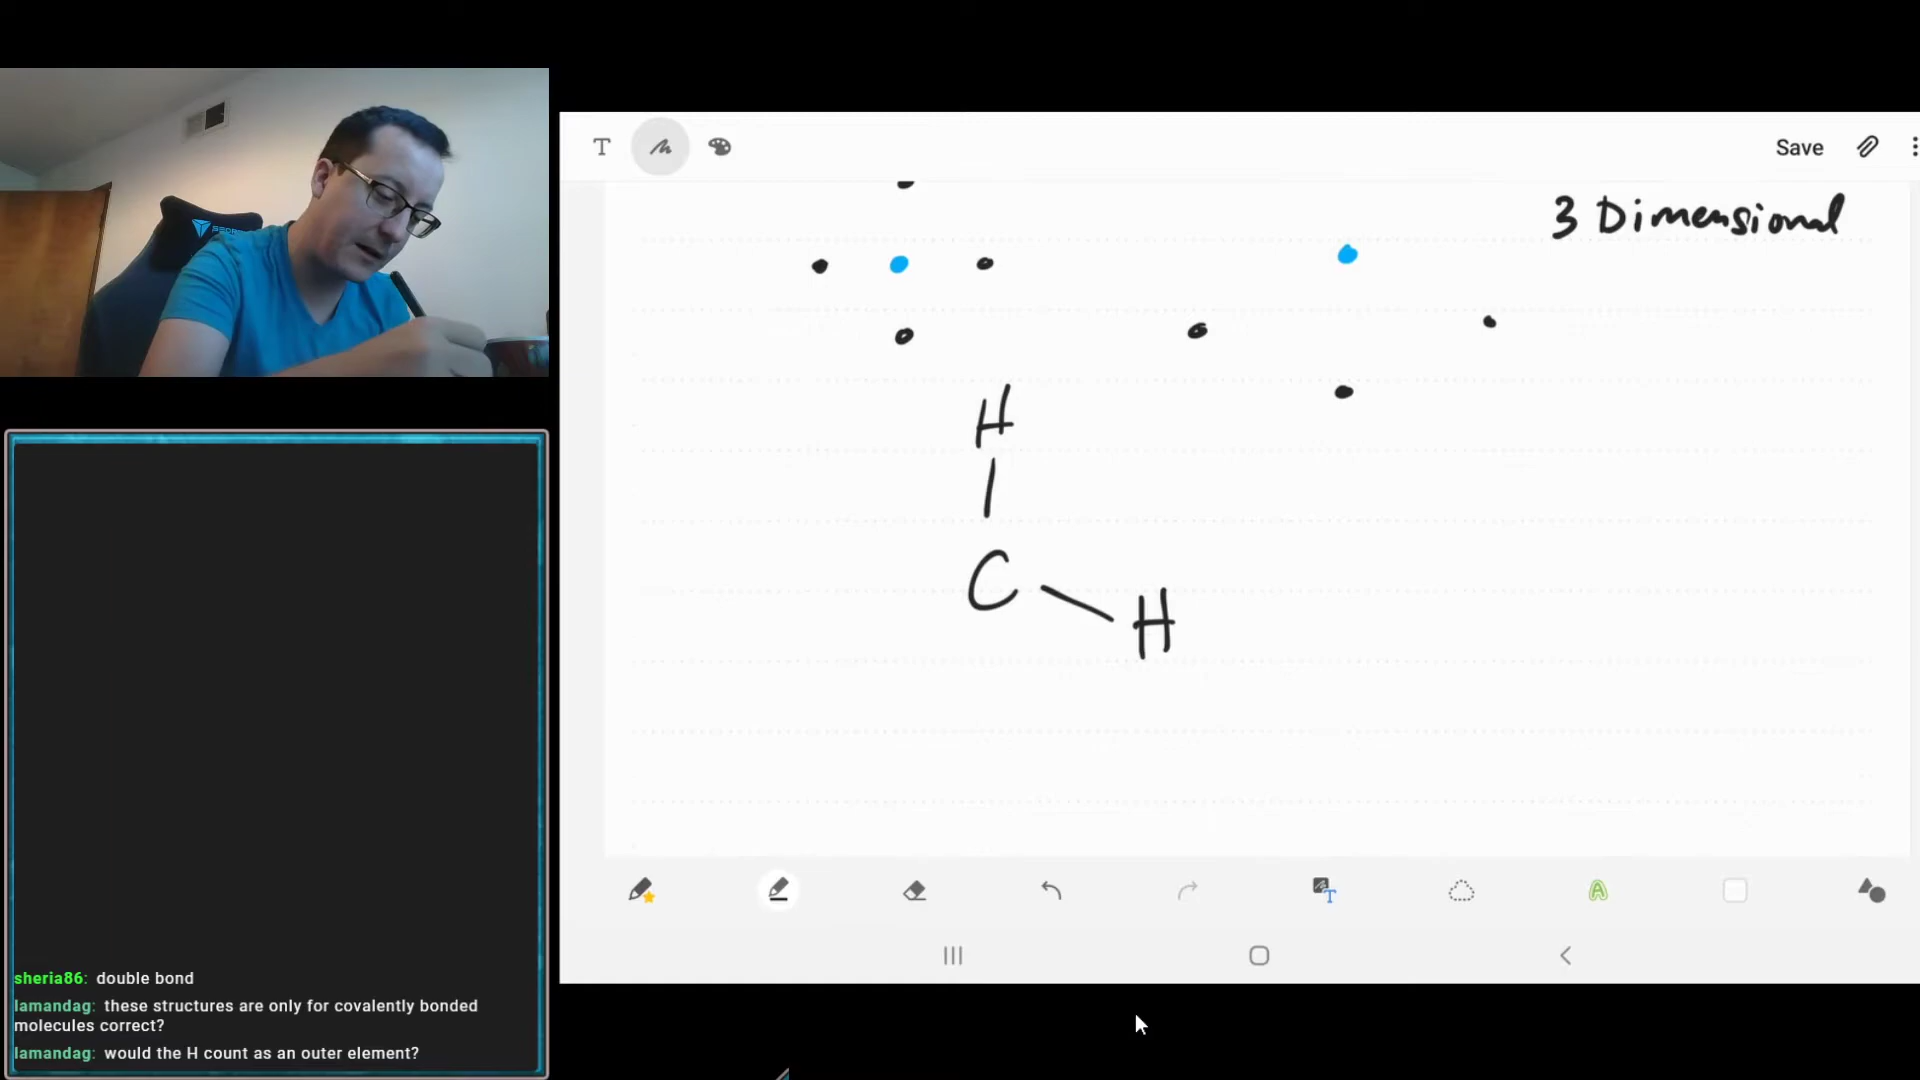 T
Save
3 Dimensional
H
C
H
T
A
sheria86: double bond
lamandag: these structures are only for covalently bonded
molecules correct?
lamandag: would the H count as an outer element?